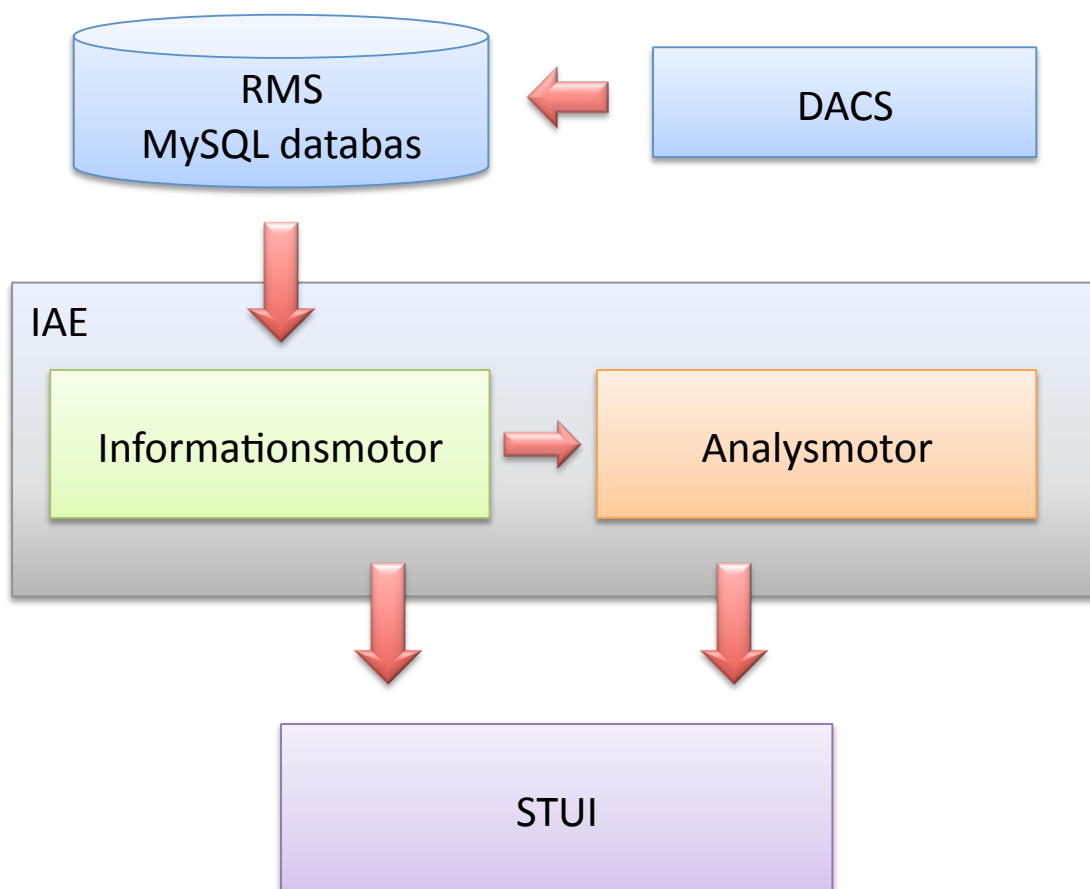 RMS
MySQL databas
DACS
IAE
Informationsmotor
Analysmotor
STUI